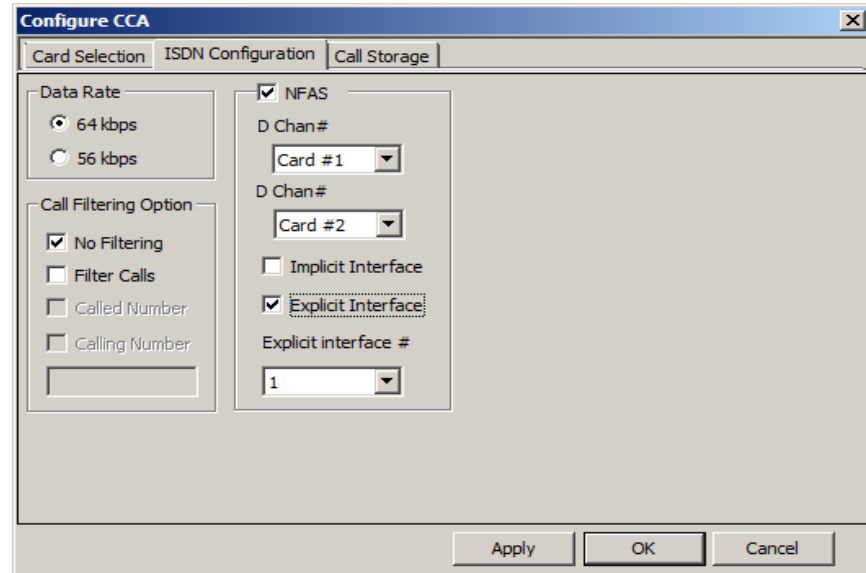 Configure CCA
Card Selection
ISDN Configuration
Call Storage
Data Rate
64 kbps
56 kbps
Call Filtering Option
No Filtering
Filter Calls
Called Number
Calling Number
NFAS
D Chan#
Card #1
D Chan#
Card #2
Implicit Interface
Explicit Interface
Explicit interface #
1
Apply
OK
Cancel